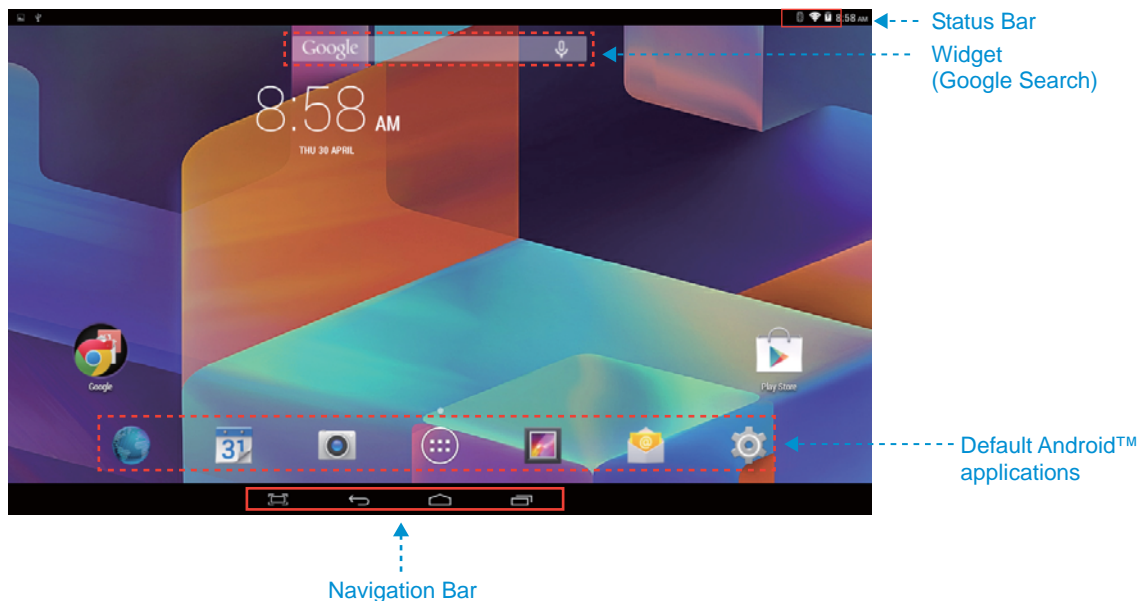 8:58 AM
Status Bar
Google
Widget
(Google Search)
8:58 AM
THU 30 APRIL
Google
Play Store
31
@
Default Android™
applications
Navigation Bar